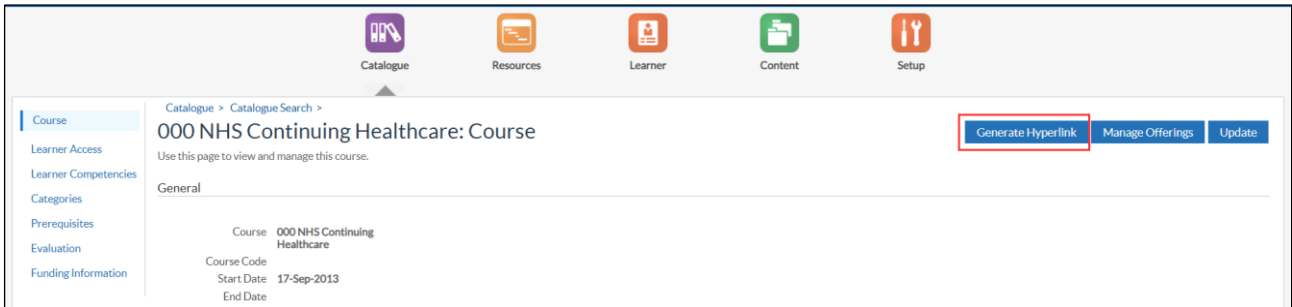 Catalogue
Resources
Learner
Content
Setup
Course
Learner Access
Learner Competencies
Categories
Prerequisites
Evaluation
Funding Information
Catalogue > Catalogue Search >
000 NHS Continuing Healthcare: Course
Generate Hyperlink
Manage Offerings
Update
Use this page to view and manage this course.
General
Course 000 NHS Continuing
Healthcare
Course Code
Start Date 17-Sep-2013
End Date